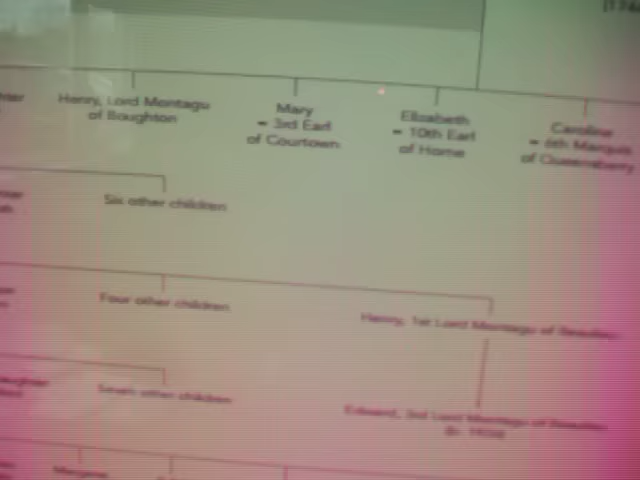 Henry, Lord Montagu
of Boughton
Mary
= 3rd Earl
of Courtown
Elizabeth
= 10th Earl
of Home
Caroline
= 6th Marquis
of Queensberry
Six other children
Four other children
Henry, 1st Lord Montagu of Beaulieu
Seven other children
Edward, 3rd Lord Montagu of Beaulieu